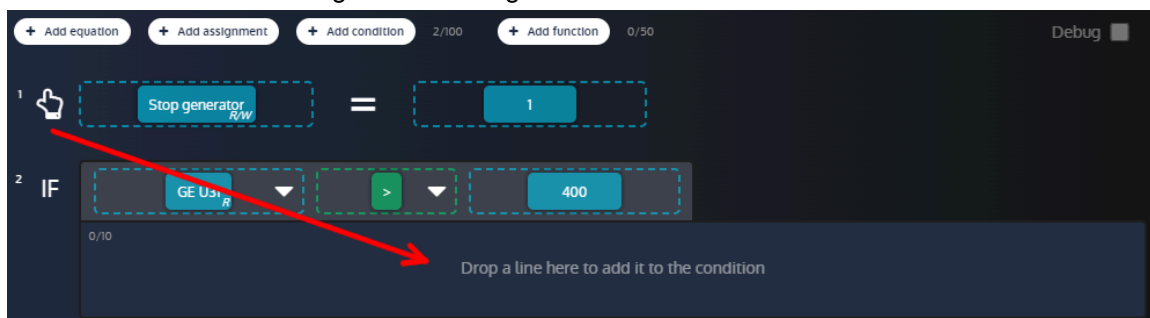 + Add equation + Add assignment + Add condition 2/100 + Add function 0/50 Debug
1 Stop generator R/W = 1
2 IF GE U31 R > 400
0/10
Drop a line here to add it to the condition